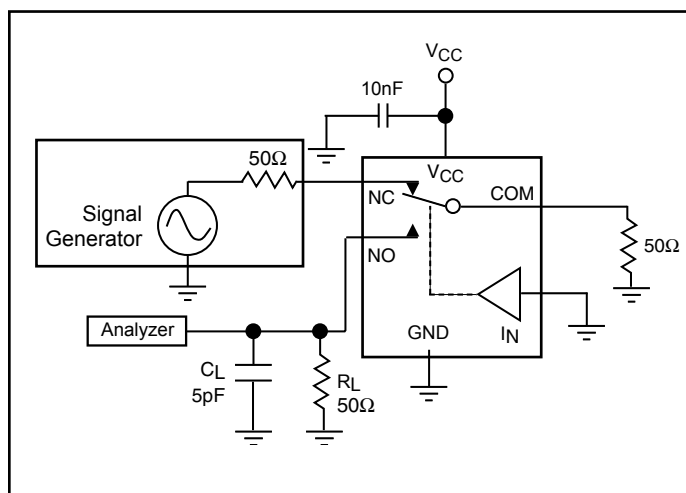 VCC
10nF
50Ω
Signal
Generator
VCC
NC
COM
NO
50Ω
Analyzer
GND
IN
CL
5pF
RL
50Ω